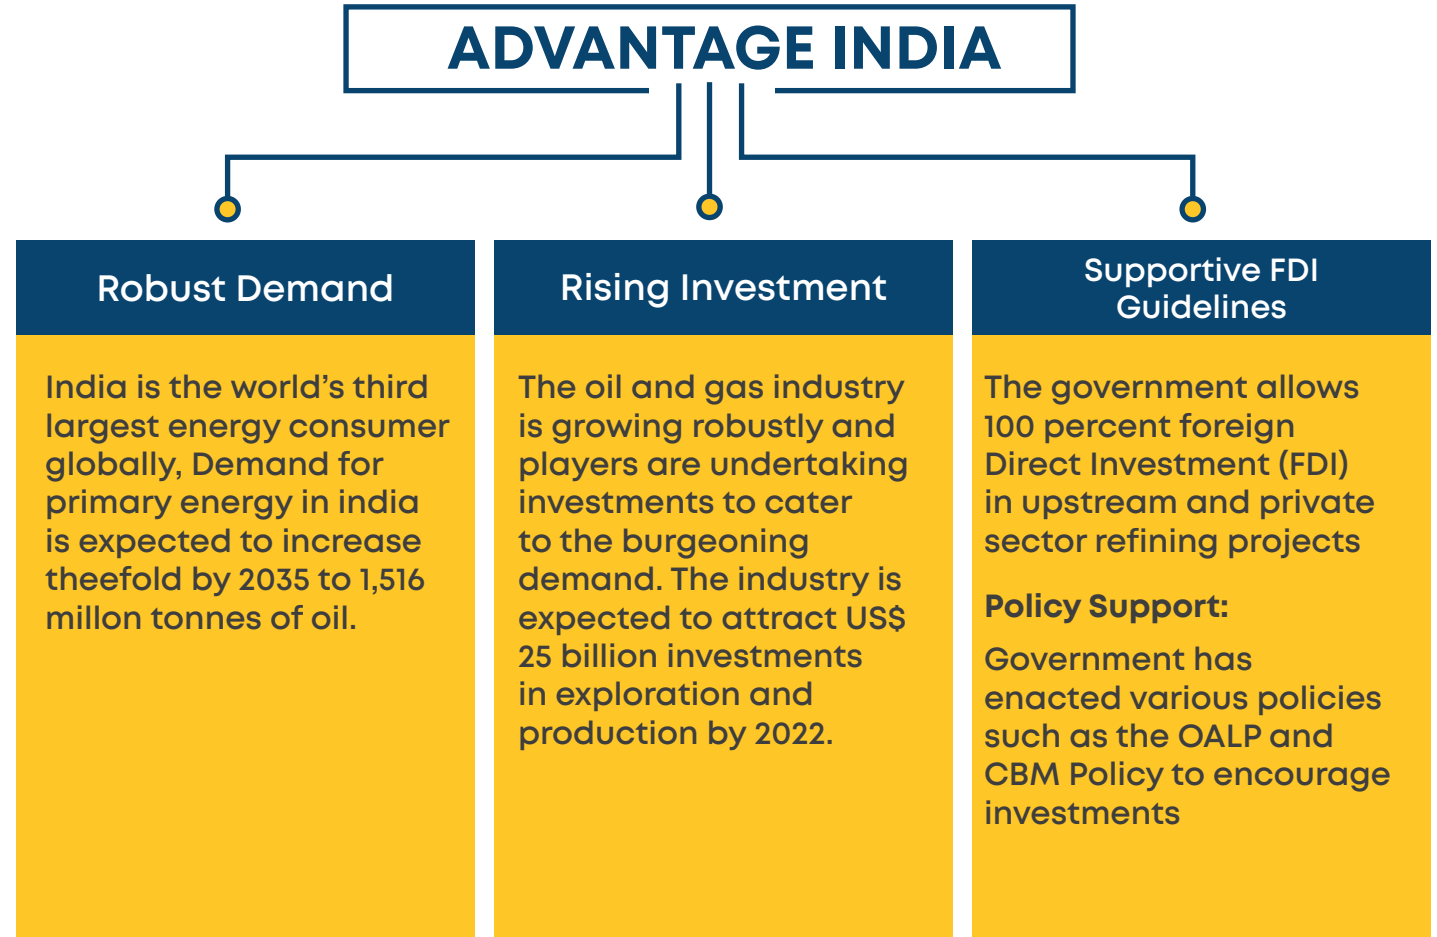 ADVANTAGE INDIA
Robust Demand
India is the world's third
largest energy consumer
globally, Demand for
primary energy in india
is expected to increase
theefold by 2035 to 1,516
millon tonnes of oil.
Rising Investment
The oil and gas industry
is growing robustly and
players are undertaking
investments to cater
to the burgeoning
demand. The industry is
expected to attract US$
25 billion investments
in exploration and
production by 2022.
Supportive FDI
Guidelines
The government allows
100 percent foreign
Direct Investment (FDI)
in upstream and private
sector refining projects
Policy Support:
Government has
enacted various policies
such as the OALP and
CBM Policy to encourage
investments